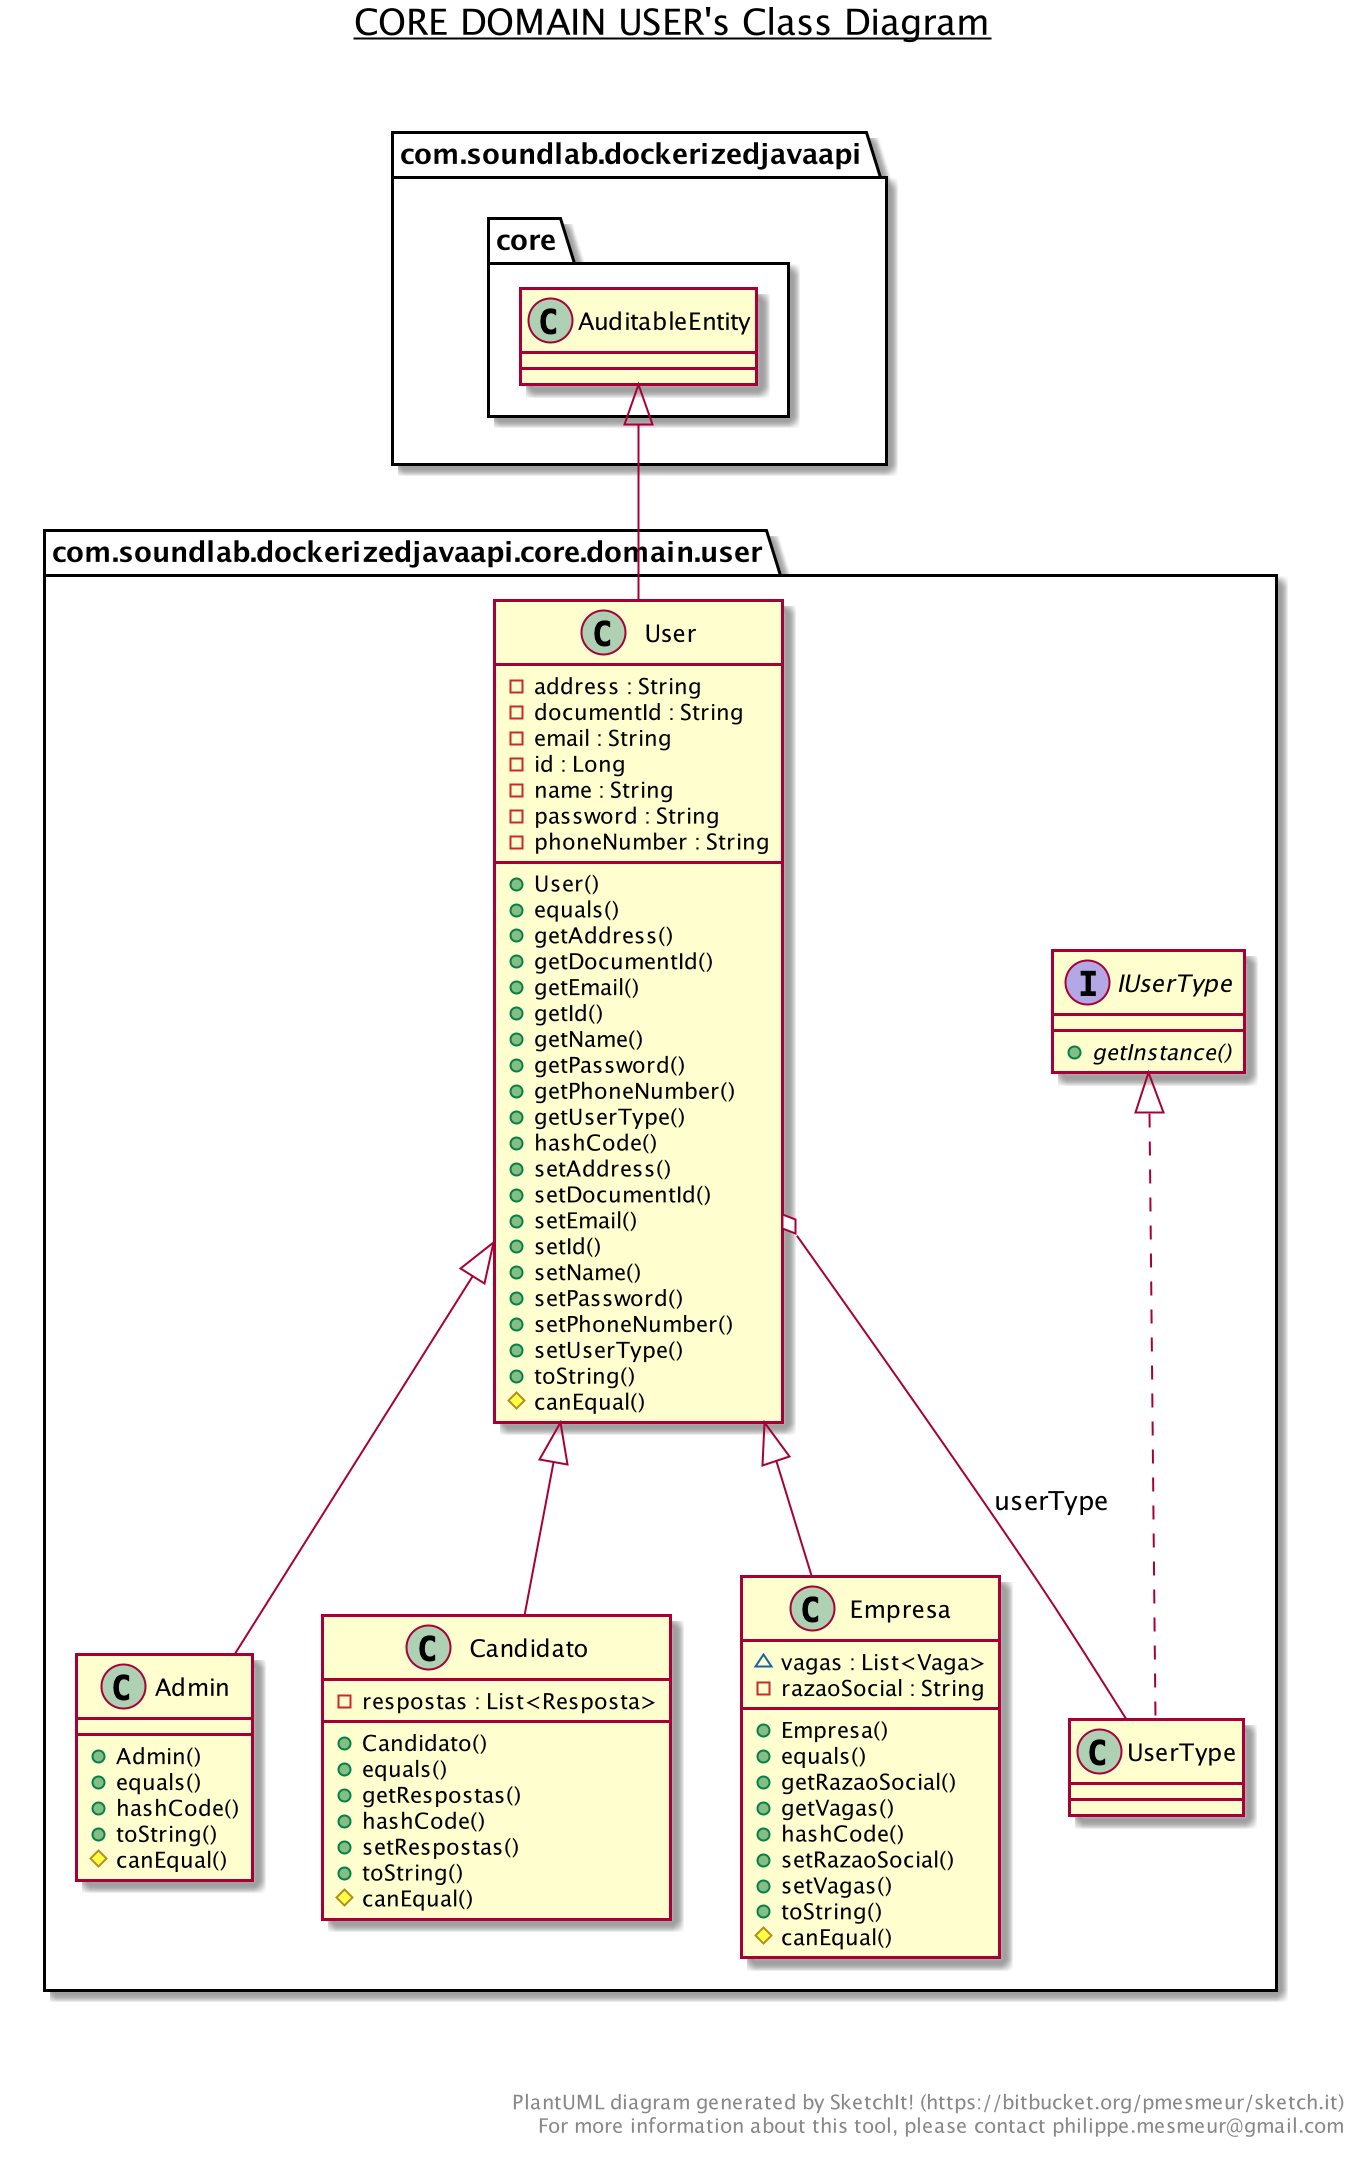 CORE DOMAIN USER's Class Diagram
com.soundlab.dockerizedjavaapi
core
C AuditableEntity
com.soundlab.dockerizedjavaapi.core.domain.user
C User
address : String
documentId : String
email : String
id : Long
name : String
password : String
phoneNumber : String
User()
equals()
getAddress()
getDocumentId()
getEmail()
getId()
getName()
getPassword()
getPhoneNumber()
getUserType()
hashCode()
setAddress()
setDocumentId()
setEmail()
setId()
setName()
setPassword()
setPhoneNumber()
setUserType()
toString()
canEqual()
I IUserType
getInstance()
userType
C Admin
Admin()
equals()
hashCode()
toString()
canEqual()
C Candidato
respostas : List<Resposta>
Candidato()
equals()
getRespostas()
hashCode()
setRespostas()
toString()
canEqual()
C Empresa
vagas : List<Vaga>
razaoSocial : String
Empresa()
equals()
getRazaoSocial()
getVagas()
hashCode()
setRazaoSocial()
setVagas()
toString()
canEqual()
C UserType
PlantUML diagram generated by SketchIt! (https://bitbucket.org/pmesmeur/sketch.it)
For more information about this tool, please contact philippe.mesmeur@gmail.com